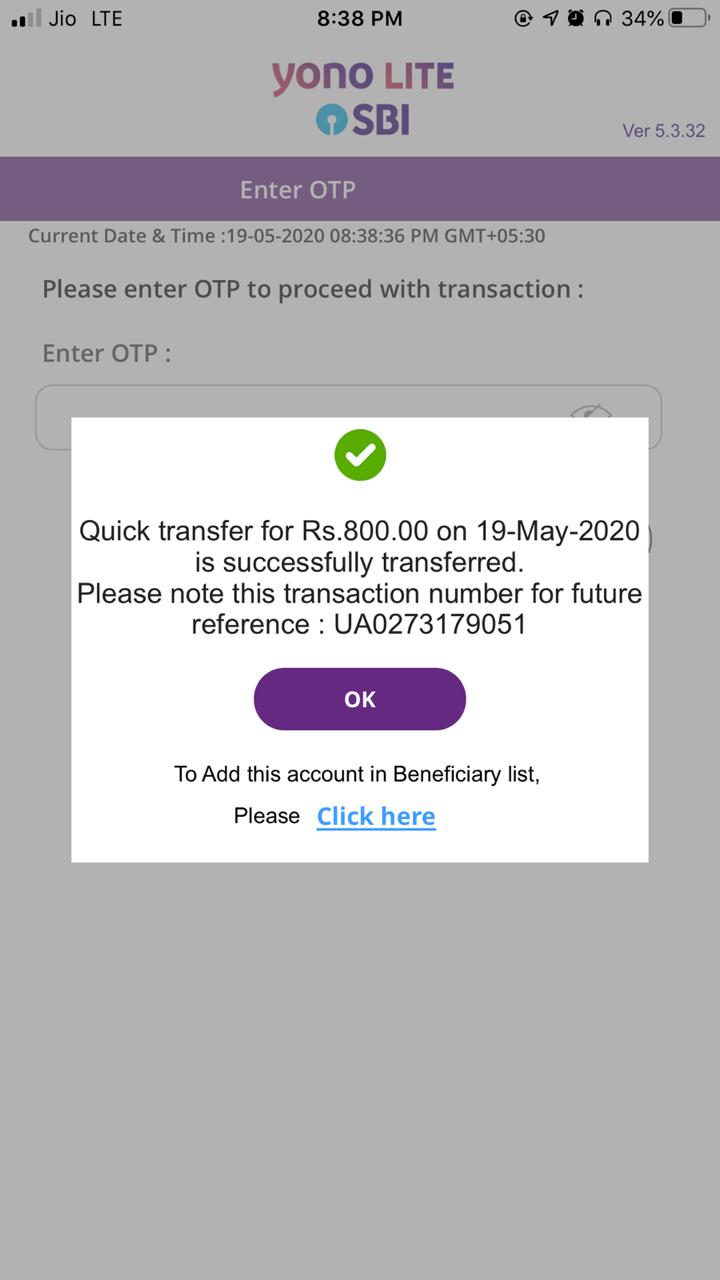 Jio LTE 8:38 PM 34%
yono LITE
SBI
Ver 5.3.32
Enter OTP
Current Date & Time :19-05-2020 08:38:36 PM GMT+05:30
Please enter OTP to proceed with transaction :
Enter OTP :
Quick transfer for Rs.800.00 on 19-May-2020
is successfully transferred.
Please note this transaction number for future
reference : UA0273179051
OK
To Add this account in Beneficiary list,
Please Click here